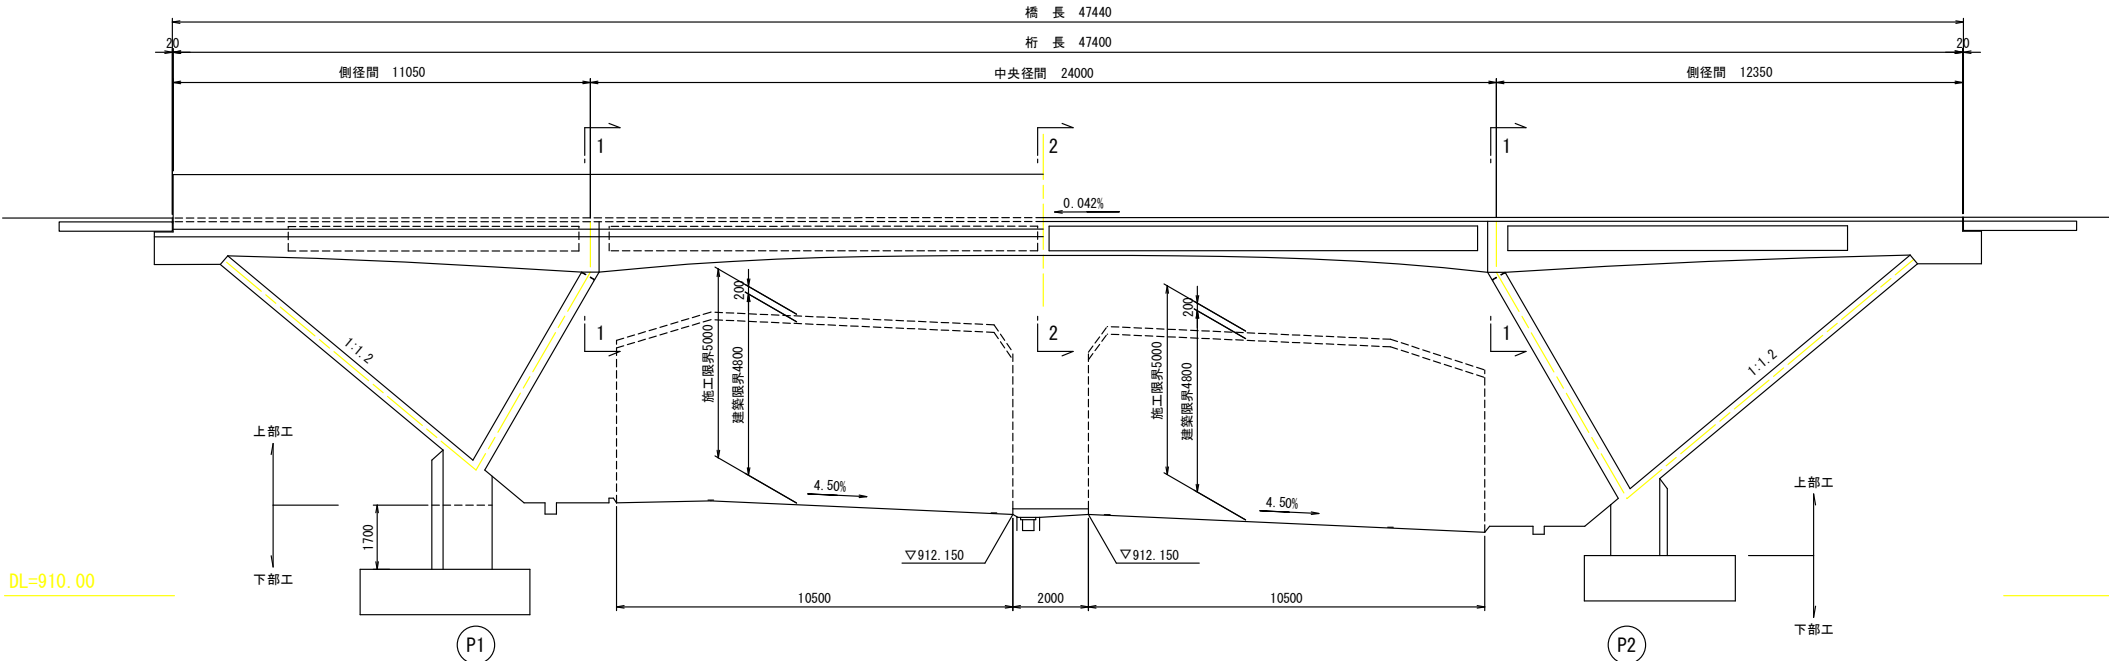 橋 長 47440
20
桁 長 47400
20
側径間 11050
中央径間 24000
側径間 12350
1
2
1
0.042%
200
施工限界5000
建築限界4800
200
施工限界5000
建築限界4800
1
2
1
1:1.2
1:1.2
上部工
1700
下部工
4.50%
4.50%
上部工
下部工
▽912.150
▽912.150
DL=910.00
10500
2000
10500
P1
P2